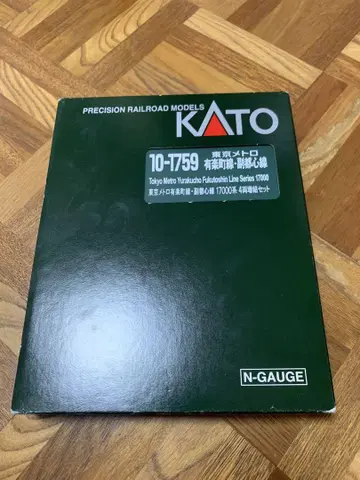 PRECISION RAILROAD MODELS
KATO
10-1759
東京メトロ
有楽町線・副都心線
Tokyo Metro Yurakucho Fukutoshin Line Series 17000
東京メトロ有楽町線・副都心線 17000系 4両増結セット
N-GAUGE